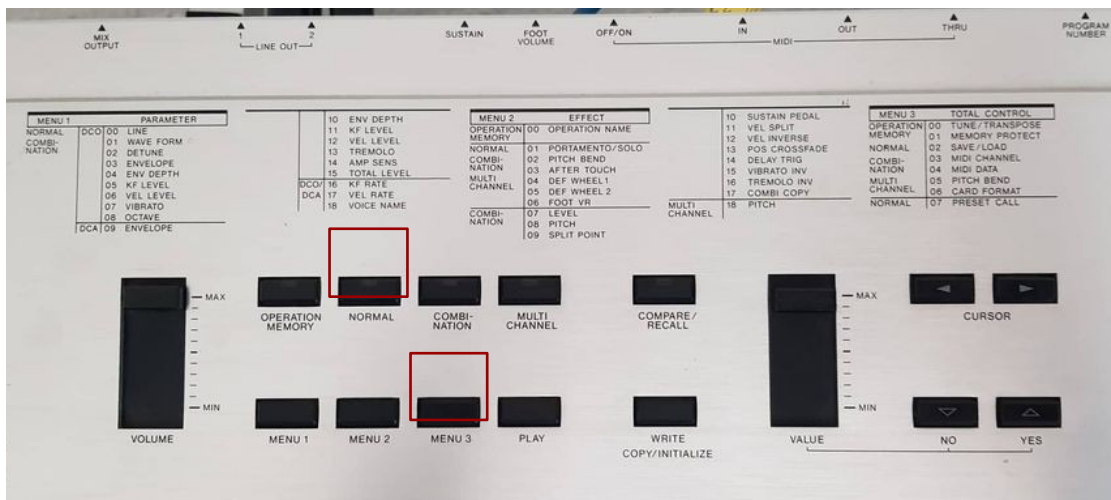 MIX
OUTPUT
1
2
LINE OUT
SUSTAIN
FOOT
VOLUME
OFF/ON
IN
OUT
THRU
MIDI
PROGRAM
NUMBER
MENU 1 PARAMETER
NORMAL DCO 00 LINE
COMBI-
NATION
01 WAVE FORM
02 DETUNE
03 ENVELOPE
04 ENV DEPTH
05 KF LEVEL
06 VEL LEVEL
07 VIBRATO
08 OCTAVE
DCA 09 ENVELOPE
10 ENV DEPTH
11 KF LEVEL
12 VEL LEVEL
13 TREMOLO
14 AMP SENS
15 TOTAL LEVEL
DCO/ 16 KF RATE
DCA 17 VEL RATE
18 VOICE NAME
MENU 2 EFFECT
OPERATION 00 OPERATION NAME
MEMORY
NORMAL 01 PORTAMENTO/SOLO
COMBI-
NATION
02 PITCH BEND
03 AFTER TOUCH
MULTI
CHANNEL
04 DEF WHEEL1
05 DEF WHEEL 2
06 FOOT VR
COMBI-
NATION
07 LEVEL
08 PITCH
09 SPLIT POINT
10 SUSTAIN PEDAL
11 VEL SPLIT
12 VEL INVERSE
13 POS CROSSFADE
14 DELAY TRIG
15 VIBRATO INV
16 TREMOLO INV
17 COMBI COPY
MULTI
CHANNEL
18 PITCH
MENU 3 TOTAL CONTROL
OPERATION 00 TUNE/TRANSPOSE
MEMORY 01 MEMORY PROTECT
NORMAL 02 SAVE/LOAD
COMBI-
NATION
03 MIDI CHANNEL
04 MIDI DATA
MULTI
CHANNEL
05 PITCH BEND
06 CARD FORMAT
NORMAL 07 PRESET CALL
MAX
MIN
VOLUME
OPERATION
MEMORY
NORMAL
COMBI-
NATION
MULTI
CHANNEL
COMPARE/
RECALL
MAX
MIN
VALUE
CURSOR
MENU 1
MENU 2
MENU 3
PLAY
WRITE
COPY/INITIALIZE
NO
YES